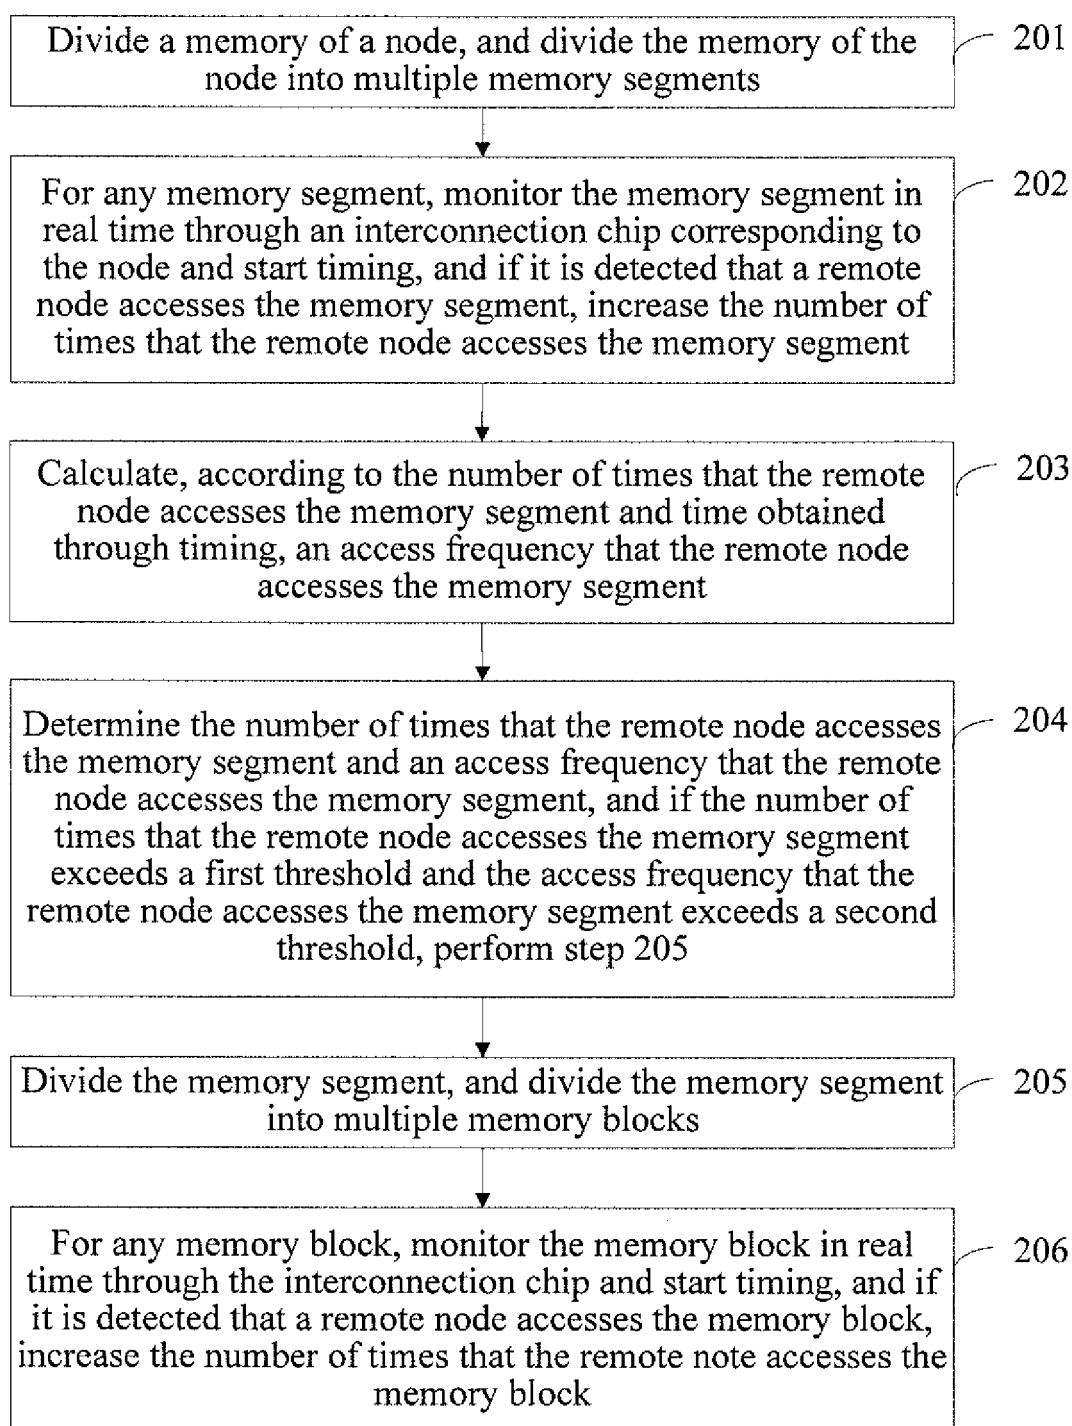 Divide a memory of a node, and divide the memory of the
node into multiple memory segments
201
For any memory segment, monitor the memory segment in
real time through an interconnection chip corresponding to
the node and start timing, and if it is detected that a remote
node accesses the memory segment, increase the number of
times that the remote node accesses the memory segment
202
Calculate, according to the number of times that the remote
node accesses the memory segment and time obtained
through timing, an access frequency that the remote node
accesses the memory segment
203
Determine the number of times that the remote node accesses
the memory segment and an access frequency that the remote
node accesses the memory segment, and if the number of
times that the remote node accesses the memory segment
exceeds a first threshold and the access frequency that the
remote node accesses the memory segment exceeds a second
threshold, perform step 205
204
Divide the memory segment, and divide the memory segment
into multiple memory blocks
205
For any memory block, monitor the memory block in real
time through the interconnection chip and start timing, and if
it is detected that a remote node accesses the memory block,
increase the number of times that the remote note accesses the
memory block
206